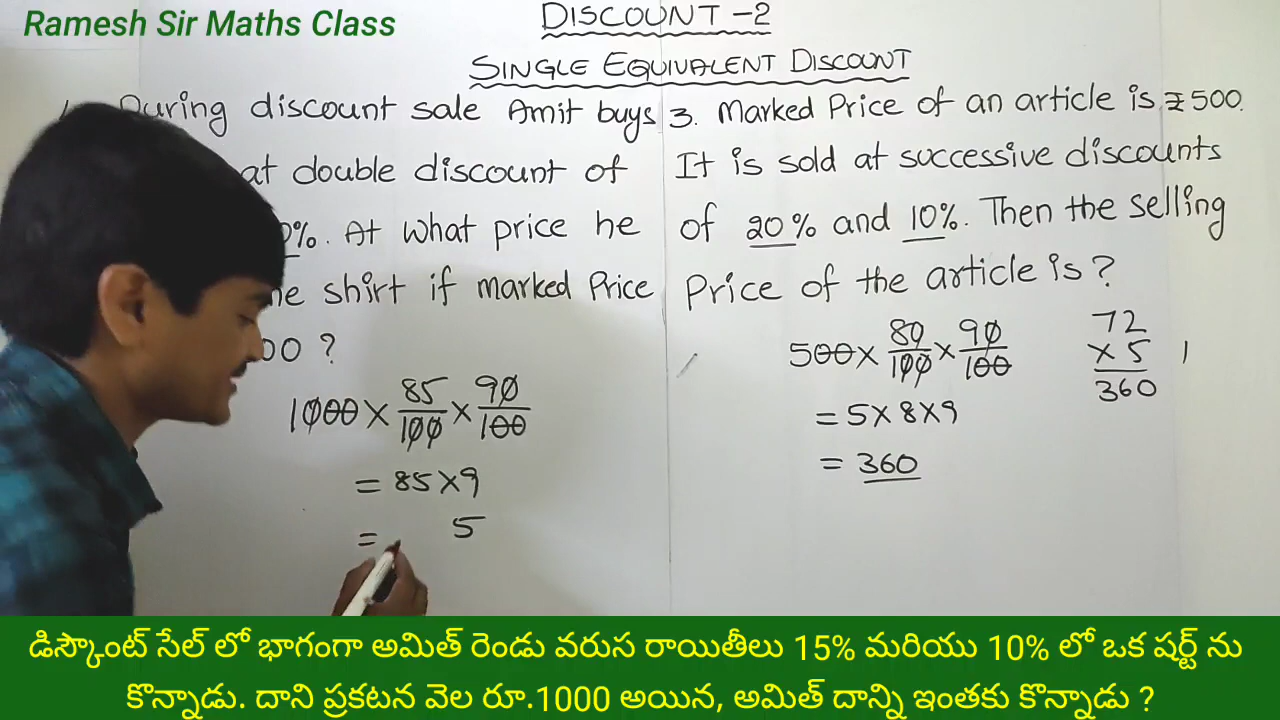 Ramesh Sir Maths Class
DISCOUNT -2
SINGLE EQUIVALENT DISCOUNT
During discount sale Amit buys
at double discount of
0%. At what price he
he shirt if marked Price
00 ?
1000 × 85/100 × 90/100
= 85×9
= 5
3. Marked Price of an article is ₹500.
It is sold at successive discounts
of 20% and 10%. Then the selling
Price of the article is ?
500× 80/100 × 90/100
= 5×8×9
= 360
72
× 5
360
డిస్కౌంట్ సేల్ లో భాగంగా అమిత్ రెండు వరుస రాయితీలు 15% మరియు 10% లో ఒక షర్ట్ ను
కొన్నాడు. దాని ప్రకటన వెల రూ.1000 అయిన, అమిత్ దాన్ని ఇంతకు కొన్నాడు ?